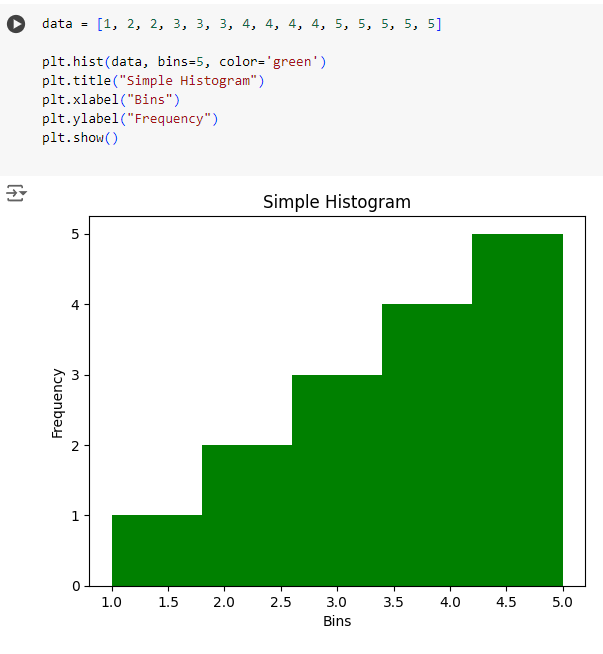 data = [1, 2, 2, 3, 3, 3, 4, 4, 4, 4, 5, 5, 5, 5, 5]
plt.hist(data, bins=5, color='green')
plt.title("Simple Histogram")
plt.xlabel("Bins")
plt.ylabel("Frequency")
plt.show()
Simple Histogram
5
4
3
2
1
0
Frequency
1.0 1.5 2.0 2.5 3.0 3.5 4.0 4.5 5.0
Bins